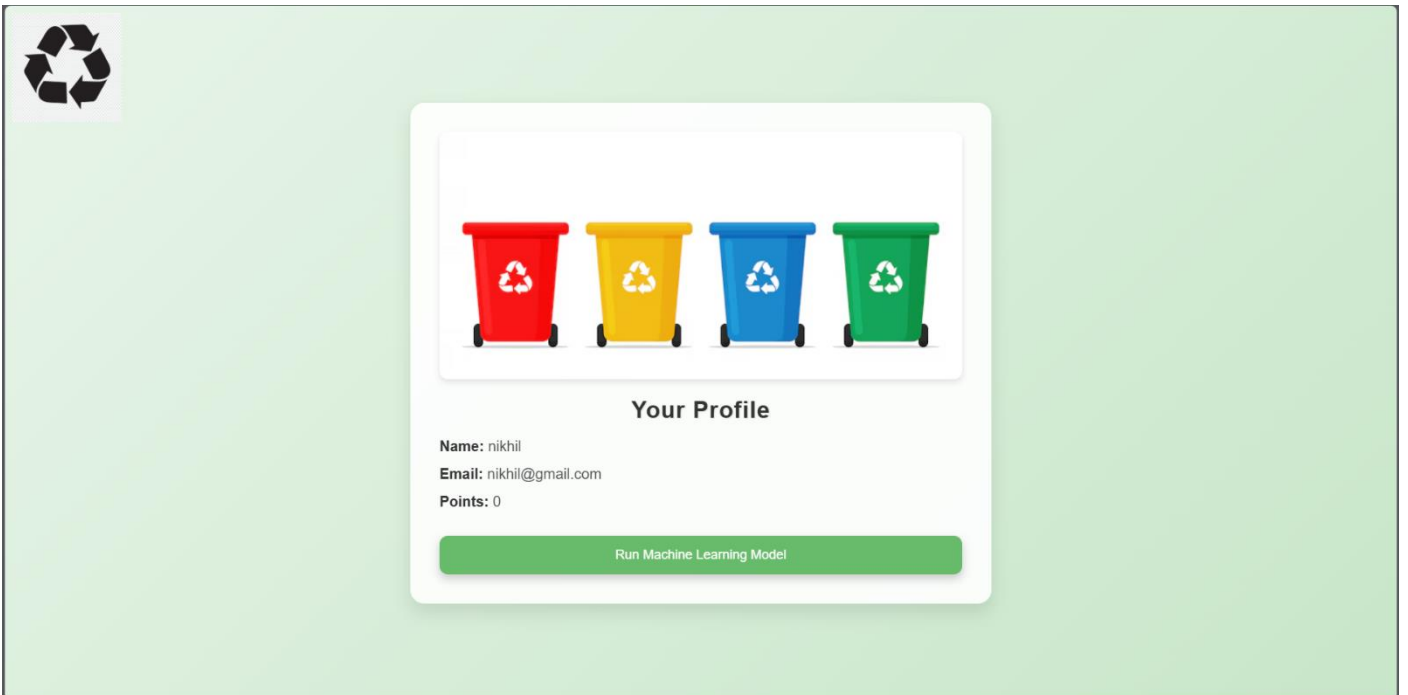 Your Profile
Name: nikhil
Email: nikhil@gmail.com
Points: 0
Run Machine Learning Model